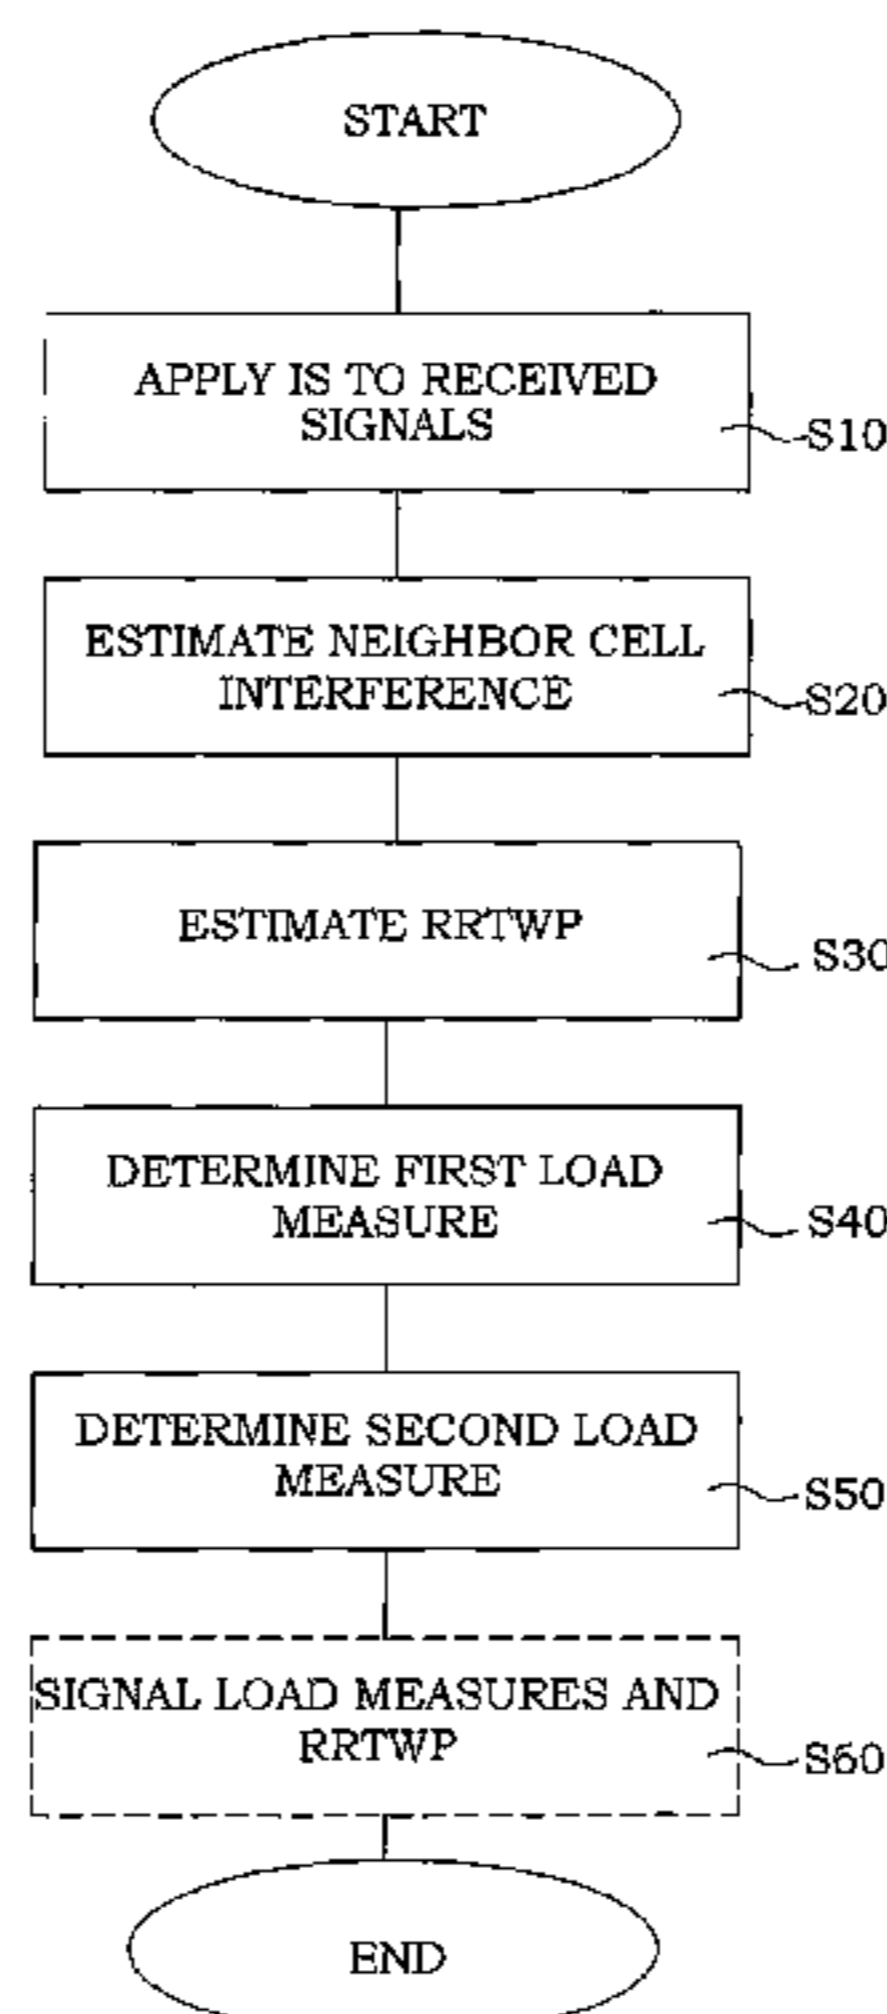 START
APPLY IS TO RECEIVED
SIGNALS
S10
ESTIMATE NEIGHBOR CELL
INTERFERENCE
S20
ESTIMATE RRTWP
S30
DETERMINE FIRST LOAD
MEASURE
S40
DETERMINE SECOND LOAD
MEASURE
S50
SIGNAL LOAD MEASURES AND
RRTWP
S60
END